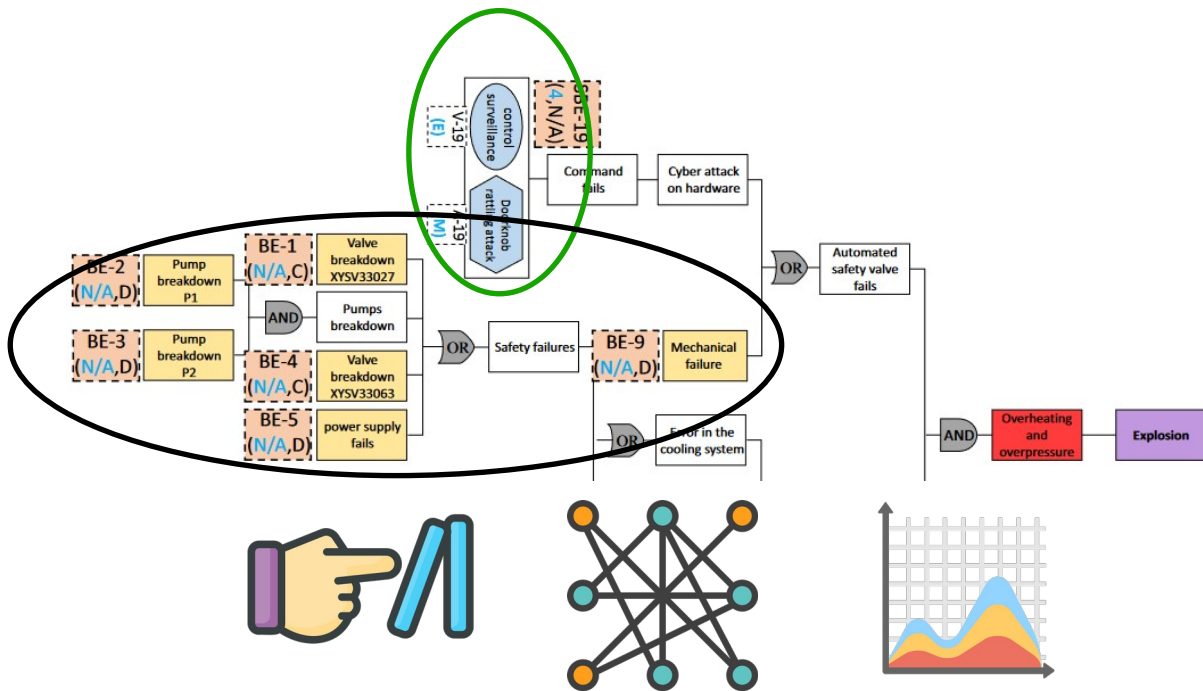 control
surveillance
V-19
(E)
SBE-19
(4,N/A)
Doorknob
rattling attack
A-19
(M)
Command
fails
Cyber attack
on hardware
OR
Automated
safety valve
fails
BE-2
(N/A,D)
Pump
breakdown
P1
BE-1
(N/A,C)
Valve
breakdown
XYSV33027
AND
Pumps
breakdown
BE-3
(N/A,D)
Pump
breakdown
P2
BE-4
(N/A,C)
Valve
breakdown
XYSV33063
BE-5
(N/A,D)
power supply
fails
OR
Safety failures
BE-9
(N/A,D)
Mechanical
failure
OR
Error in the
cooling system
AND
Overheating
and
overpressure
Explosion